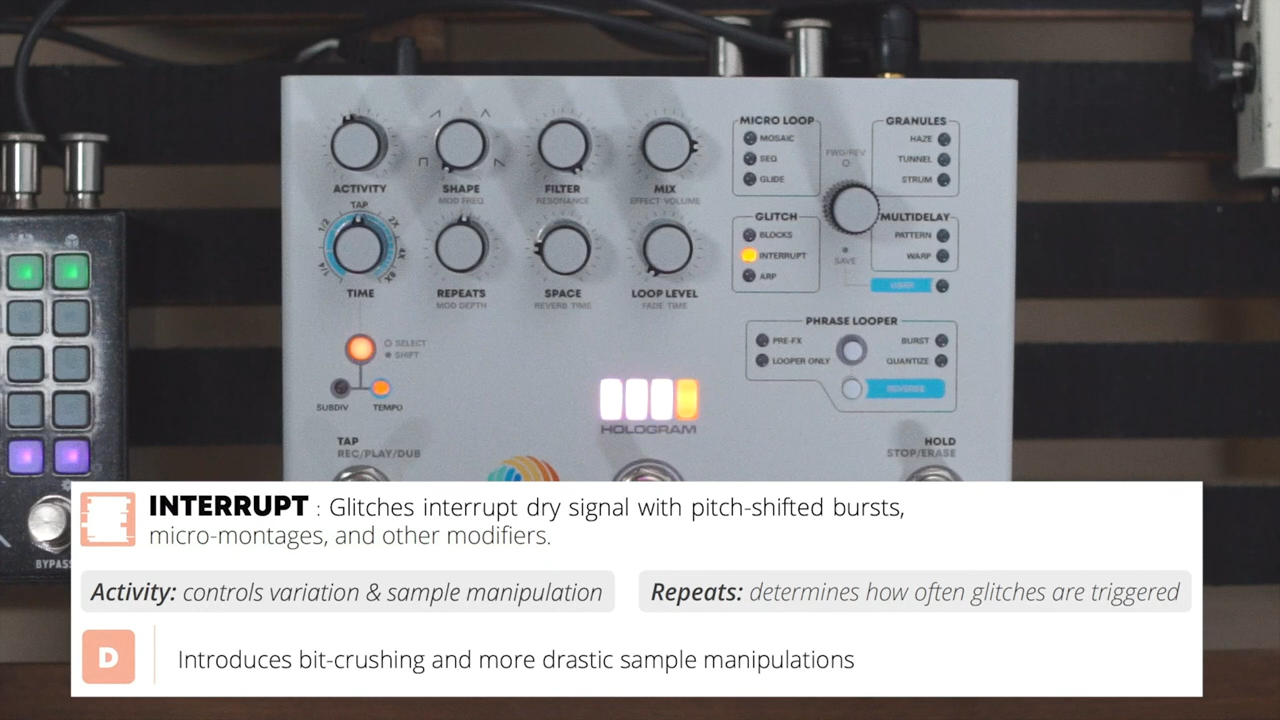 MICRO LOOP
MOSAIC
SEQ
GLIDE
GRANULES
HAZE
TUNNEL
STRUM
FWD/REV
ACTIVITY
SHAPE
MOD FREQ.
FILTER
RESONANCE
MIX
EFFECT VOLUME
TAP
1/4
1/2
2X
4X
8X
GLITCH
BLOCKS
INTERRUPT
ARP
MULTIDELAY
PATTERN
WARP
SAVE
USER
TIME
REPEATS
MOD DEPTH
SPACE
REVERB TIME
LOOP LEVEL
FADE TIME
PHRASE LOOPER
PRE-FX
LOOPER ONLY
BURST
QUANTIZE
REVERSE
SELECT
SHIFT
SUBDIV
TEMPO
HOLOGRAM
TAP
REC/PLAY/DUB
HOLD
STOP/ERASE
BYPASS
INTERRUPT : Glitches interrupt dry signal with pitch-shifted bursts,
micro-montages, and other modifiers.
Activity: controls variation & sample manipulation
Repeats: determines how often glitches are triggered
D
Introduces bit-crushing and more drastic sample manipulations